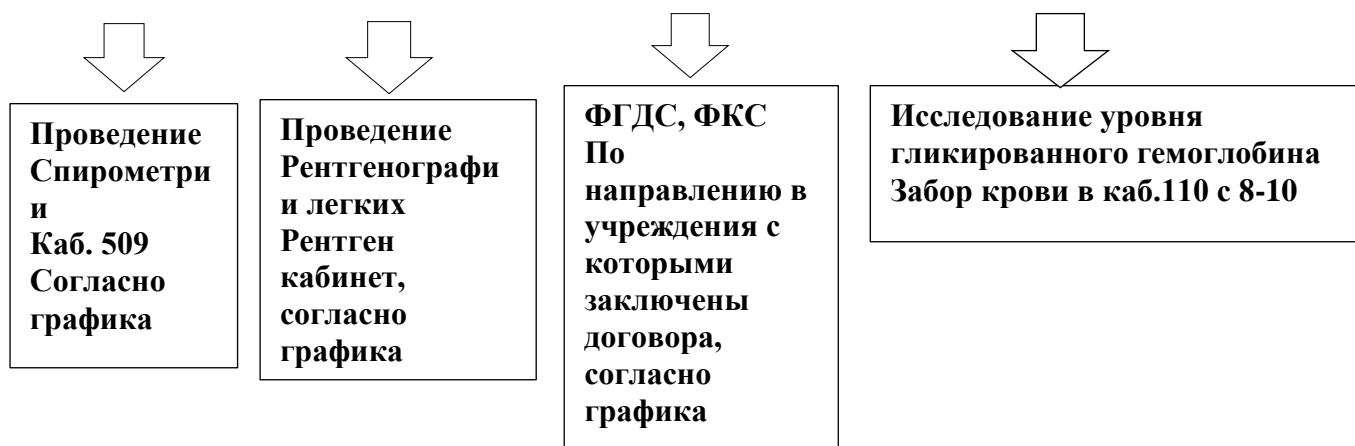 Проведение
Спирометри
и
Каб. 509
Согласно
графика
Проведение
Рентгенографи
и легких
Рентген
кабинет,
согласно
графика
ФГДС, ФКС
По
направлению в
учреждения с
которыми
заключены
договора,
согласно
графика
Исследование уровня
гликированного гемоглобина
Забор крови в каб.110 с 8-10